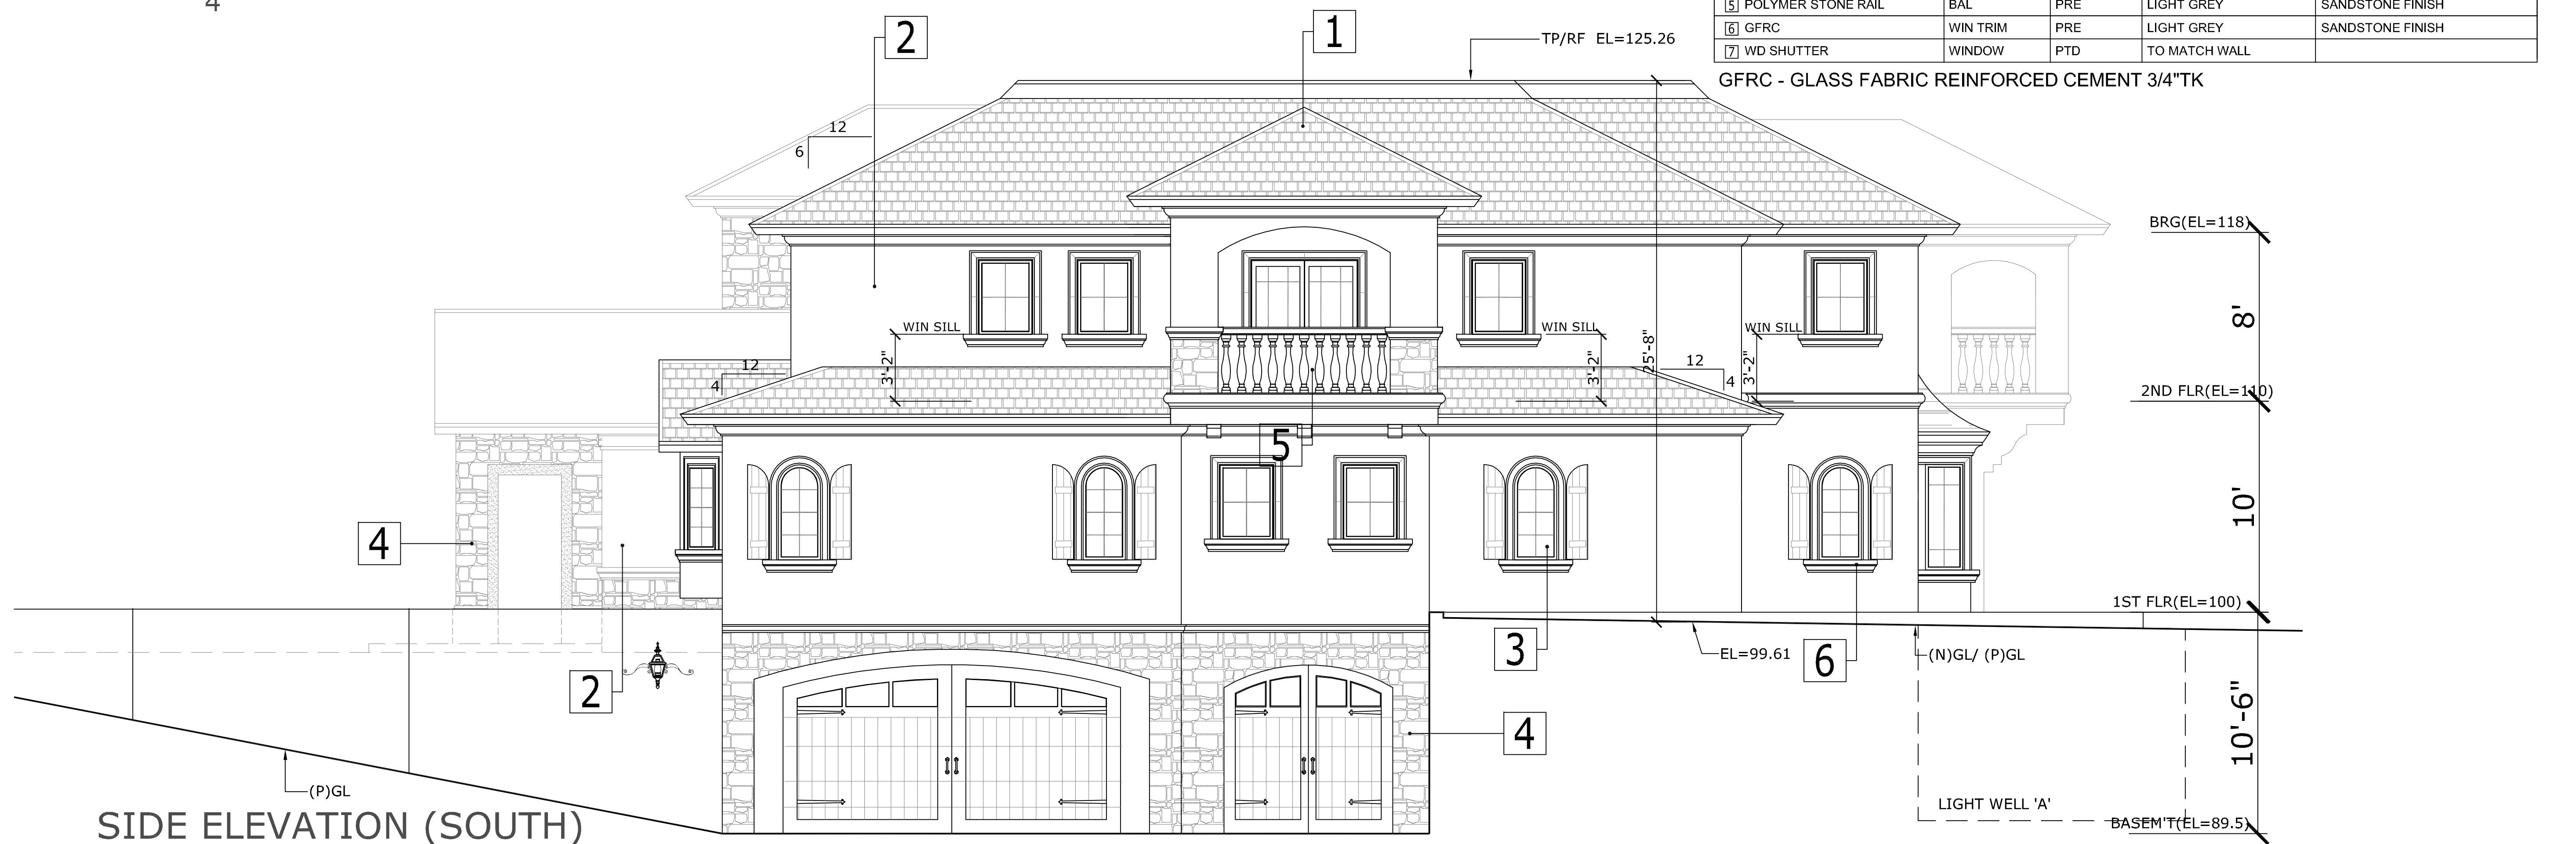 4
5 POLYMER STONE RAIL BAL PRE LIGHT GREY SANDSTONE FINISH
6 GFRC WIN TRIM PRE LIGHT GREY SANDSTONE FINISH
7 WD SHUTTER WINDOW PTD TO MATCH WALL
GFRC - GLASS FABRIC REINFORCED CEMENT 3/4"TK
2
1
TP/RF EL=125.26
12
6
BRG(EL=118)
8'
WIN SILL
WIN SILL
WIN SILL
3'-2"
3'-2"
25'-8"
3'-2"
12
4
12
4
2ND FLR(EL=110)
5
10'
4
1ST FLR(EL=100)
3
EL=99.61
6
(N)GL/ (P)GL
2
4
10'-6"
(P)GL
LIGHT WELL 'A'
BASEM'T(EL=89.5)
SIDE ELEVATION (SOUTH)